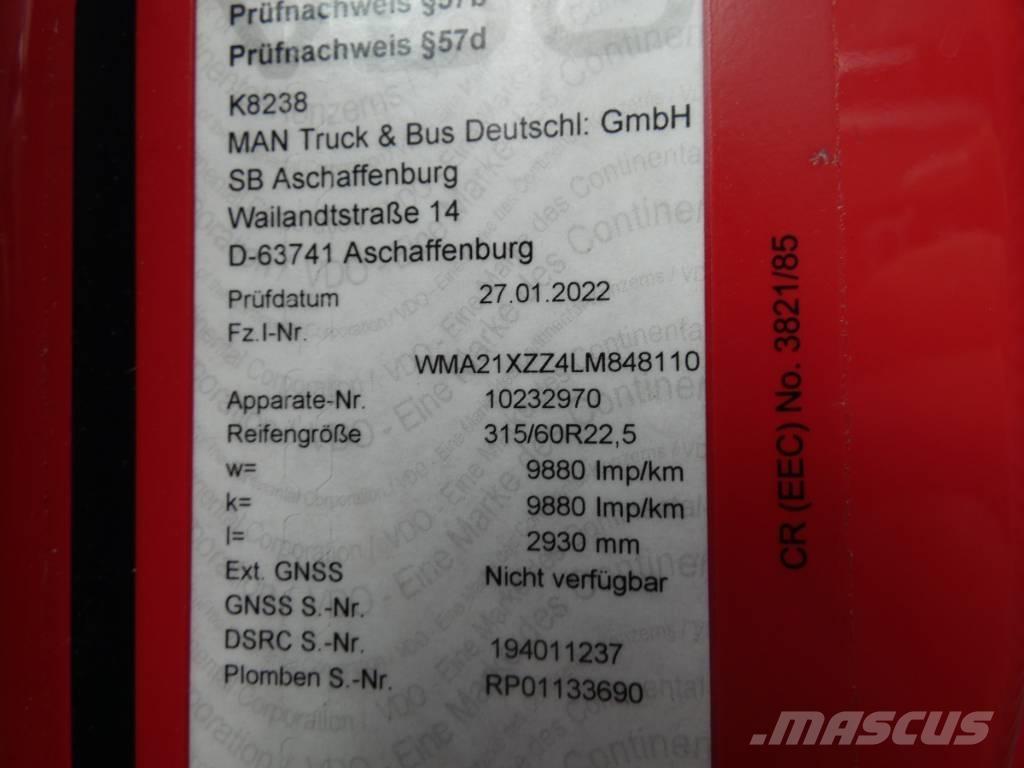 Prüfnachweis §57b
Prüfnachweis §57d
K8238
MAN Truck & Bus Deutschl: GmbH
SB Aschaffenburg
Wailandtstraße 14
D-63741 Aschaffenburg
Prüfdatum 27.01.2022
Fz.I-Nr.
WMA21XZZ4LM848110
Apparate-Nr. 10232970
Reifengröße 315/60R22,5
w= 9880 Imp/km
k= 9880 Imp/km
l= 2930 mm
Ext. GNSS Nicht verfügbar
GNSS S.-Nr.
DSRC S.-Nr. 194011237
Plomben S.-Nr. RP01133690
CR (EEC) No. 3821/85
MASCUS